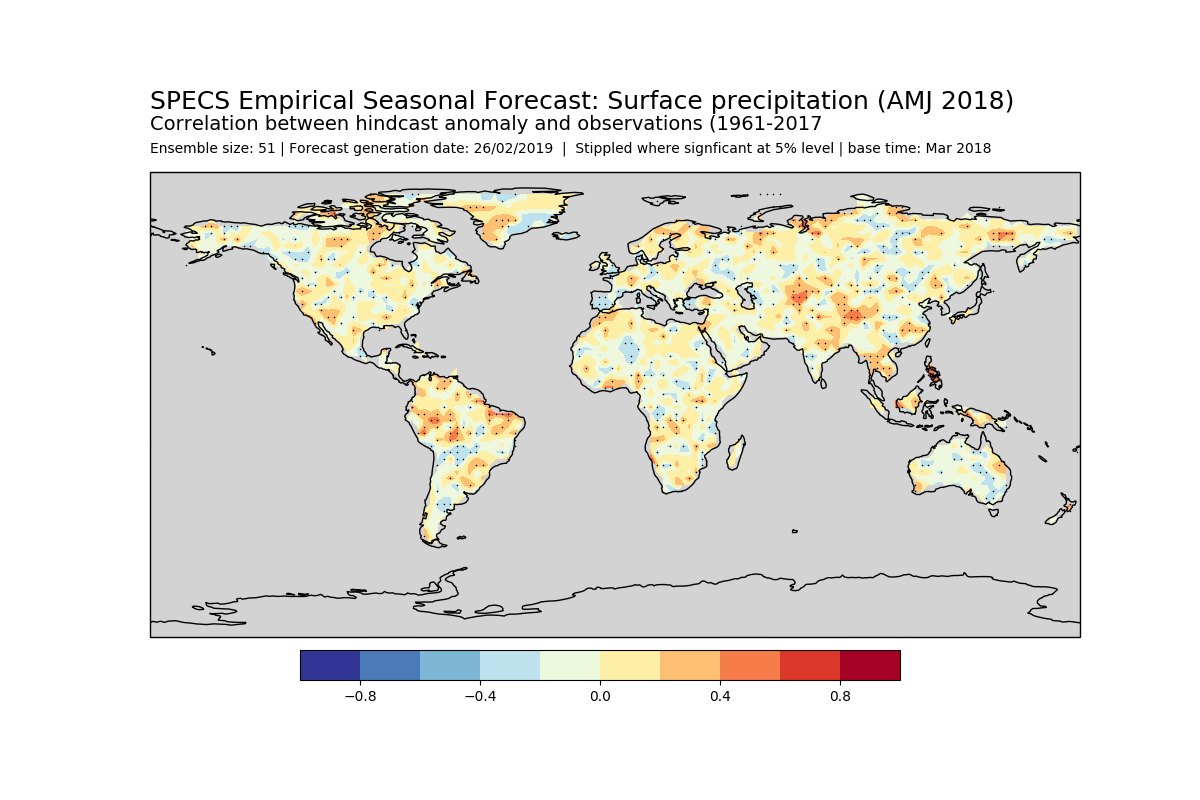 SPECS Empirical Seasonal Forecast: Surface precipitation (AMJ 2018)
Correlation between hindcast anomaly and observations (1961-2017
Ensemble size: 51 | Forecast generation date: 26/02/2019 | Stippled where signficant at 5% level | base time: Mar 2018
−0.8 −0.4 0.0 0.4 0.8